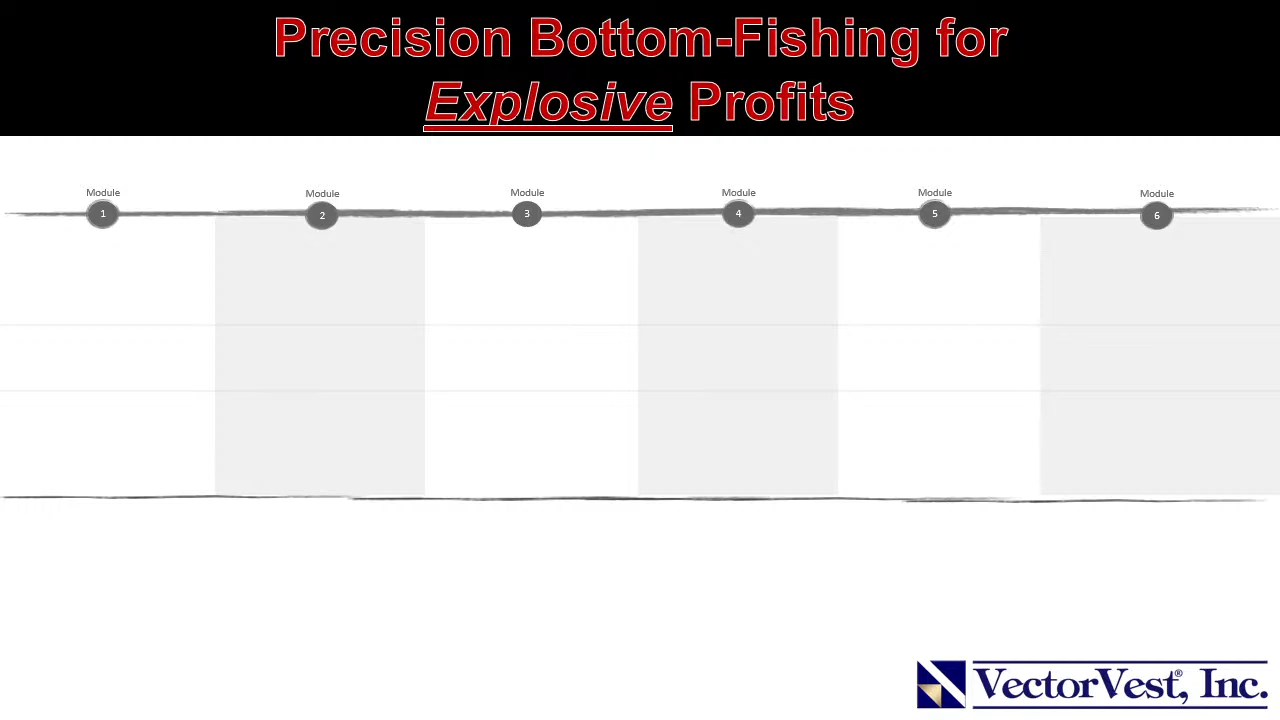 Precision Bottom-Fishing for
Explosive Profits
Module Module Module Module Module Module
1 2 3 4 5 6
VectorVest®, Inc.